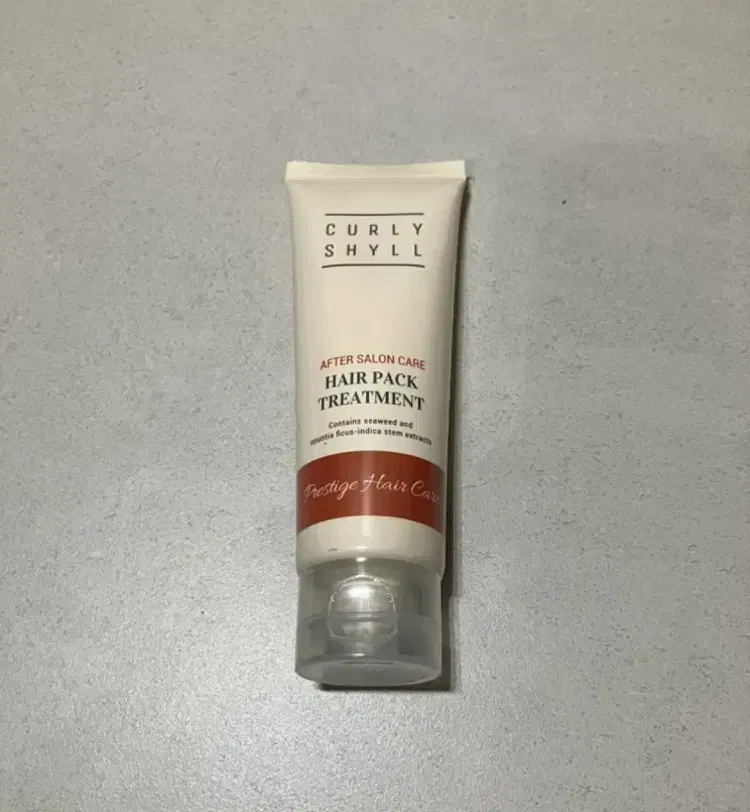 CURLY
SHYLL
AFTER SALON CARE
HAIR PACK
TREATMENT
Contains seaweed and
opuntia ficus-indica stem extracts
Prestige Hair Care